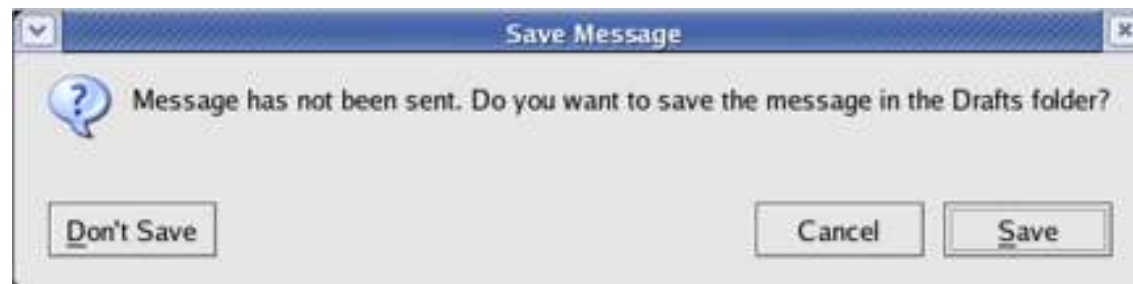 Save Message
Message has not been sent. Do you want to save the message in the Drafts folder?
Don't Save
Cancel
Save